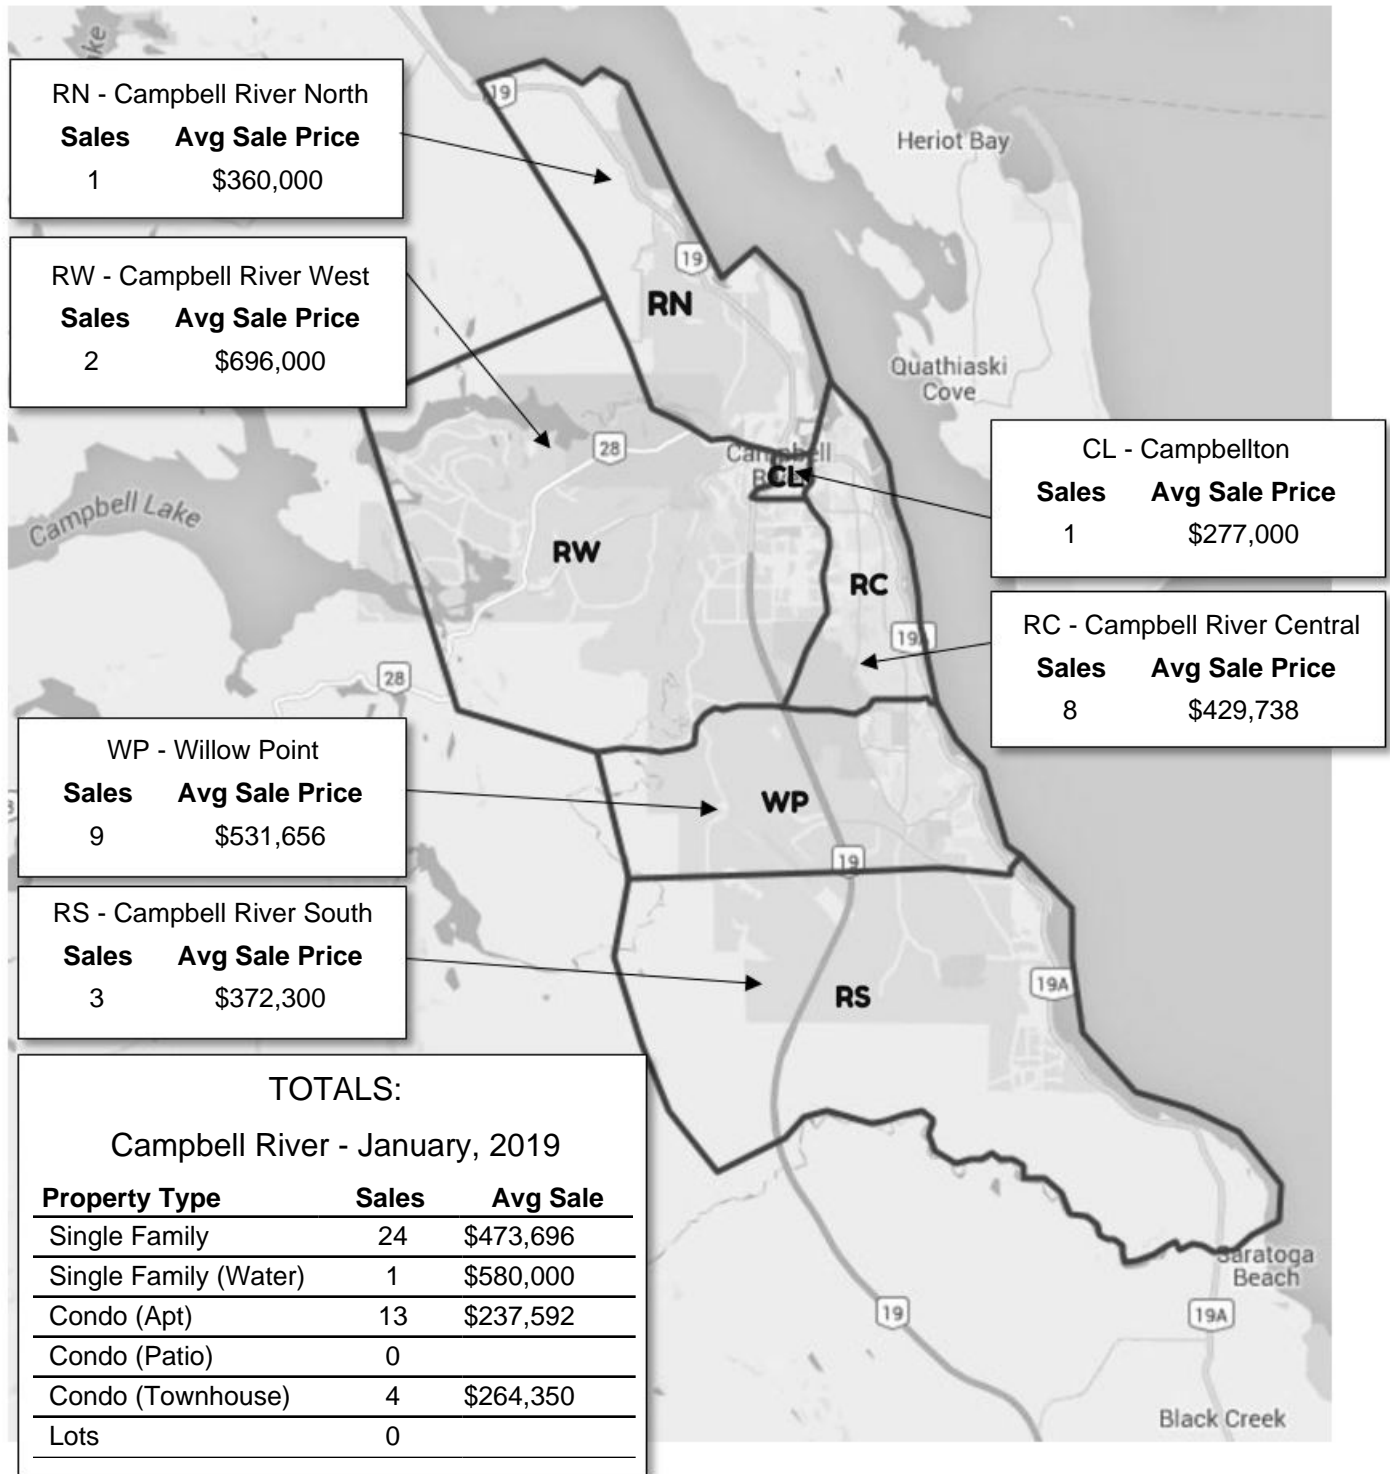 RN - Campbell River North
Sales Avg Sale Price
1 $360,000
RW - Campbell River West
Sales Avg Sale Price
2 $696,000
CL - Campbellton
Sales Avg Sale Price
1 $277,000
RC - Campbell River Central
Sales Avg Sale Price
8 $429,738
WP - Willow Point
Sales Avg Sale Price
9 $531,656
RS - Campbell River South
Sales Avg Sale Price
3 $372,300
TOTALS:
Campbell River - January, 2019
Property Type Sales Avg Sale
Single Family 24 $473,696
Single Family (Water) 1 $580,000
Condo (Apt) 13 $237,592
Condo (Patio) 0
Condo (Townhouse) 4 $264,350
Lots 0
19
Heriot Bay
19
RN
Quathiaski
Cove
28
Campbell
CL
Campbell Lake
RW
RC
19A
28
WP
19
19A
RS
Saratoga
Beach
19
19A
Black Creek